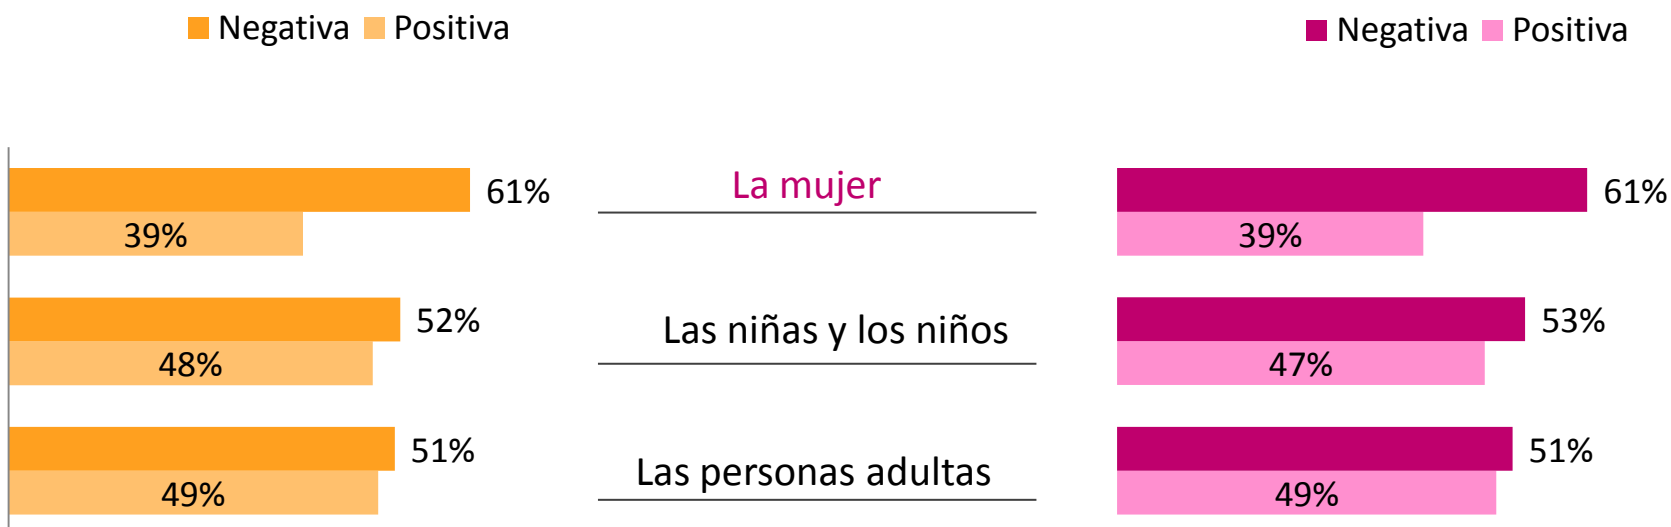 Negativa Positiva
Negativa Positiva
61%
La mujer
61%
39%
39%
52%
Las niñas y los niños
53%
48%
47%
51%
Las personas adultas
51%
49%
49%